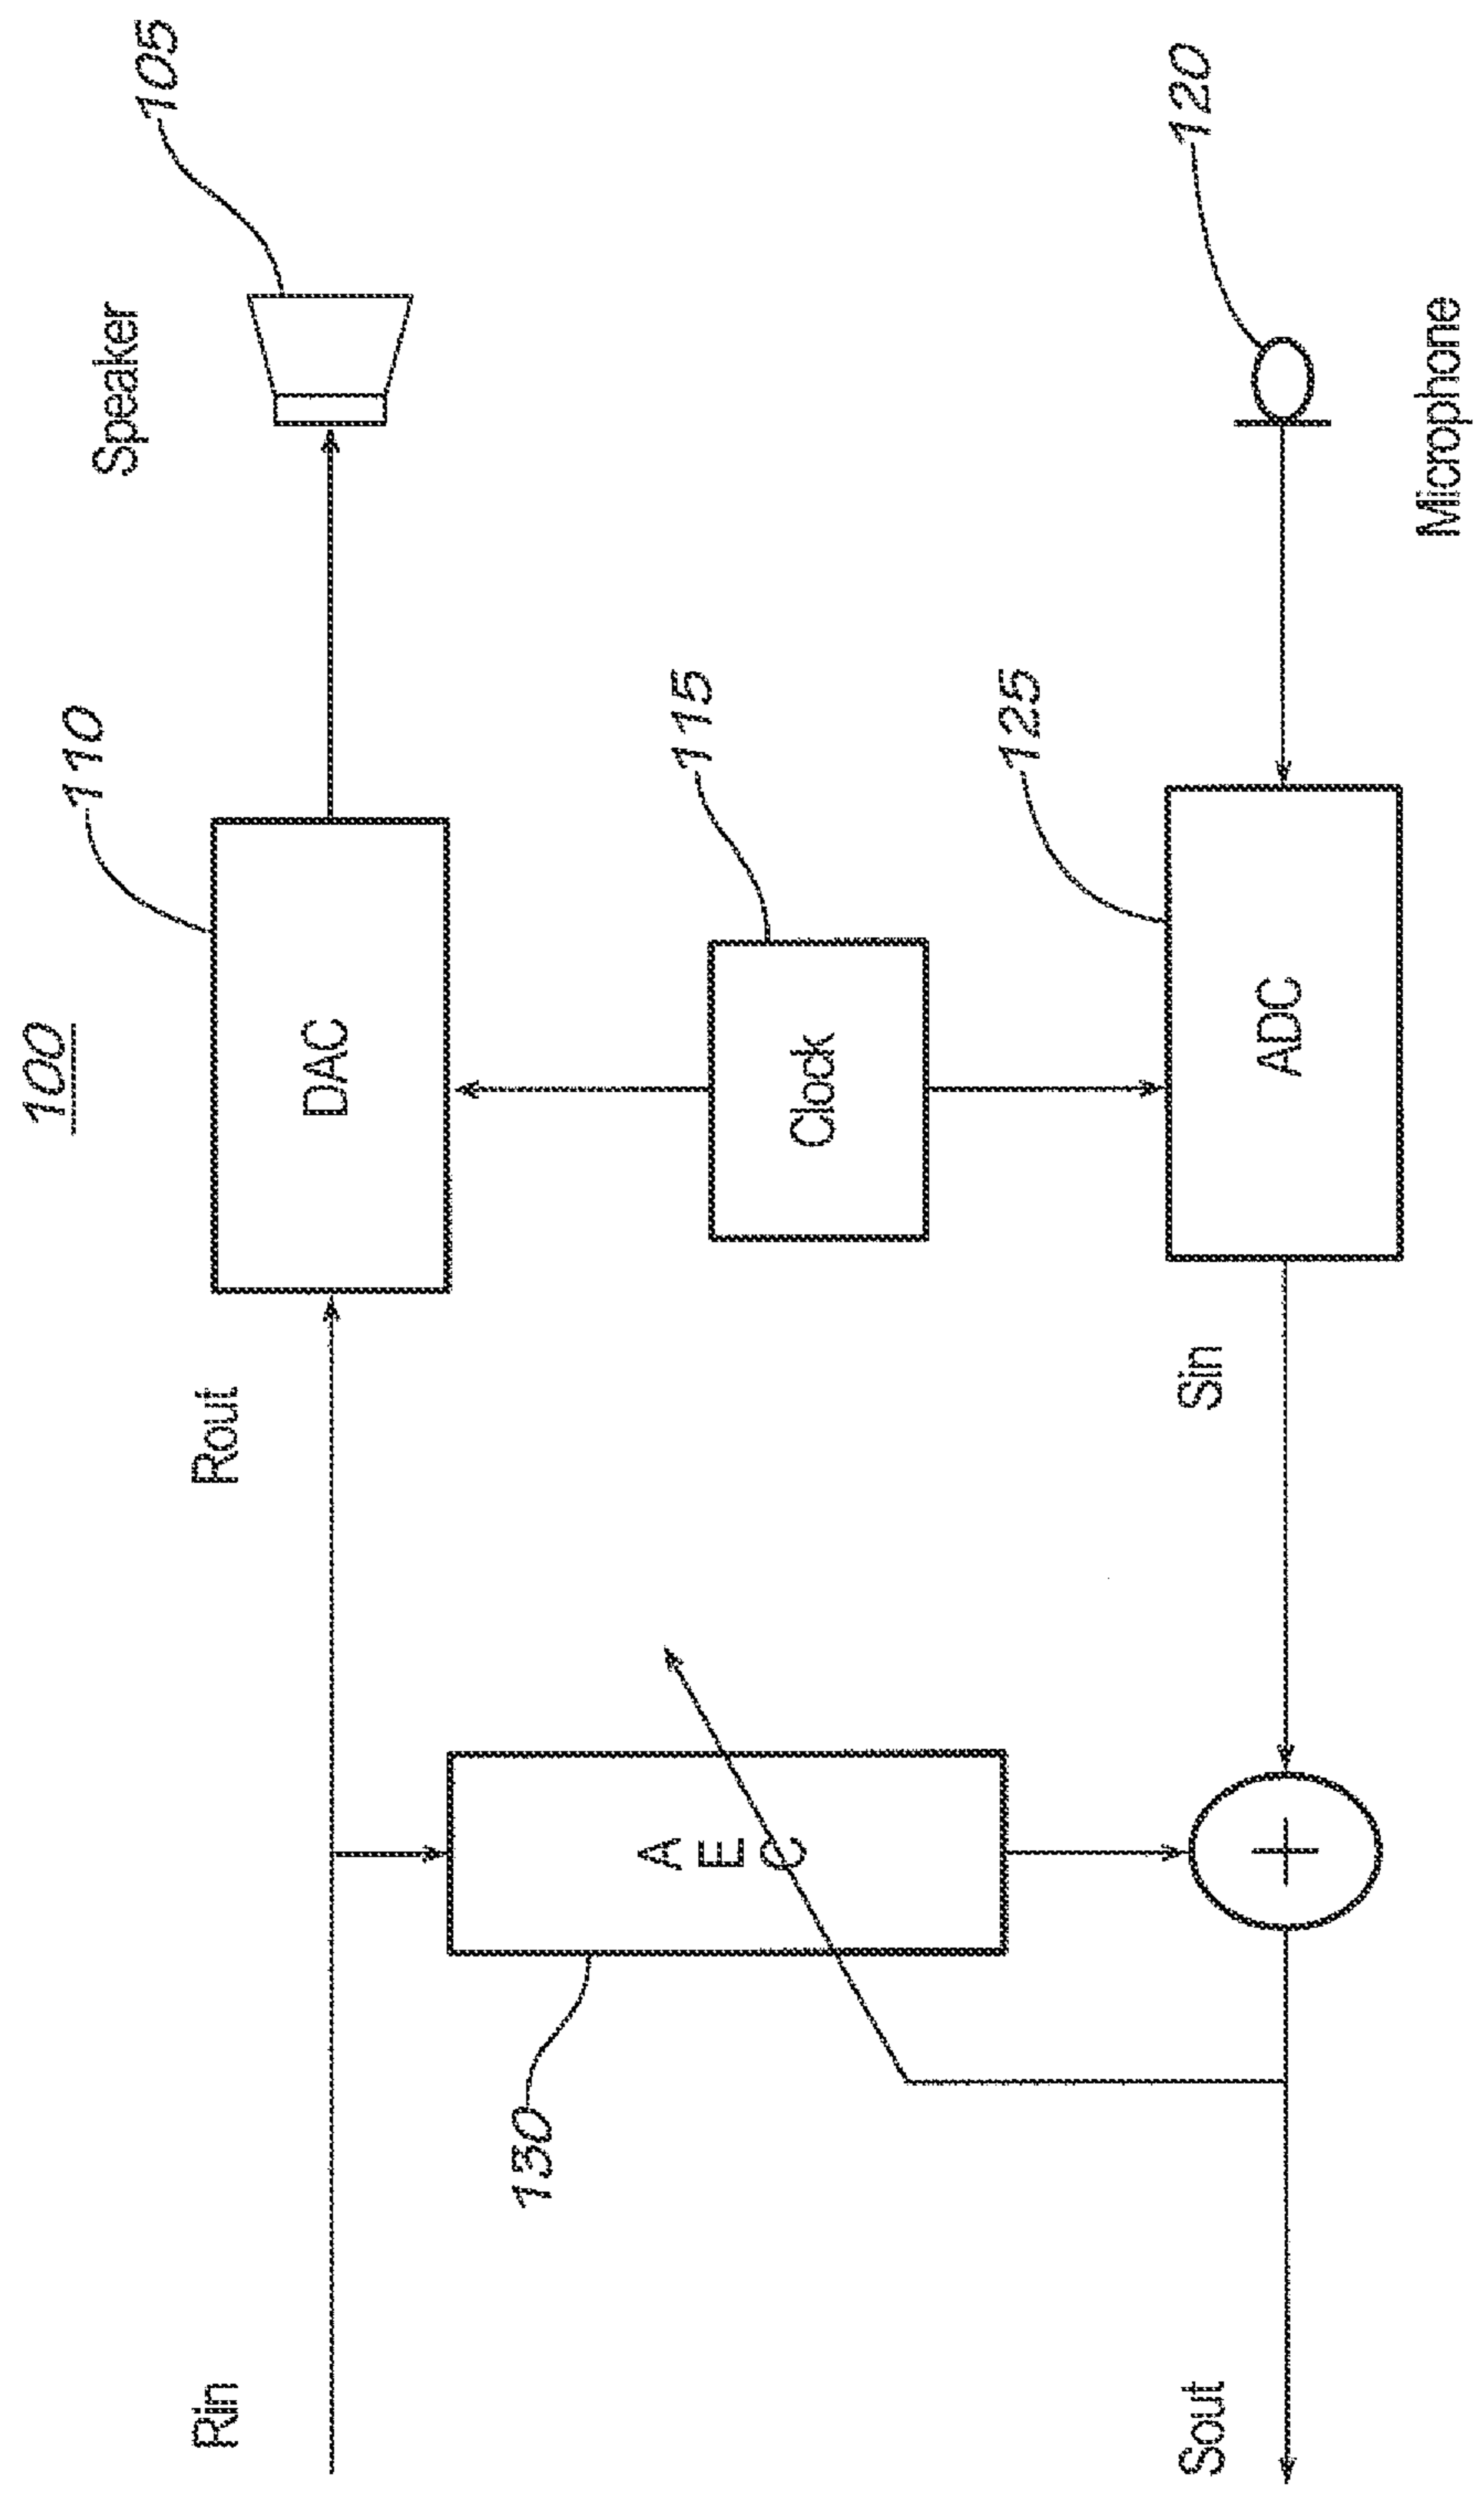 100
105
Speaker
110
DAC
Rout
Rin
115
Clock
A
E
C
130
120
Microphone
125
ADC
Sin
Sout